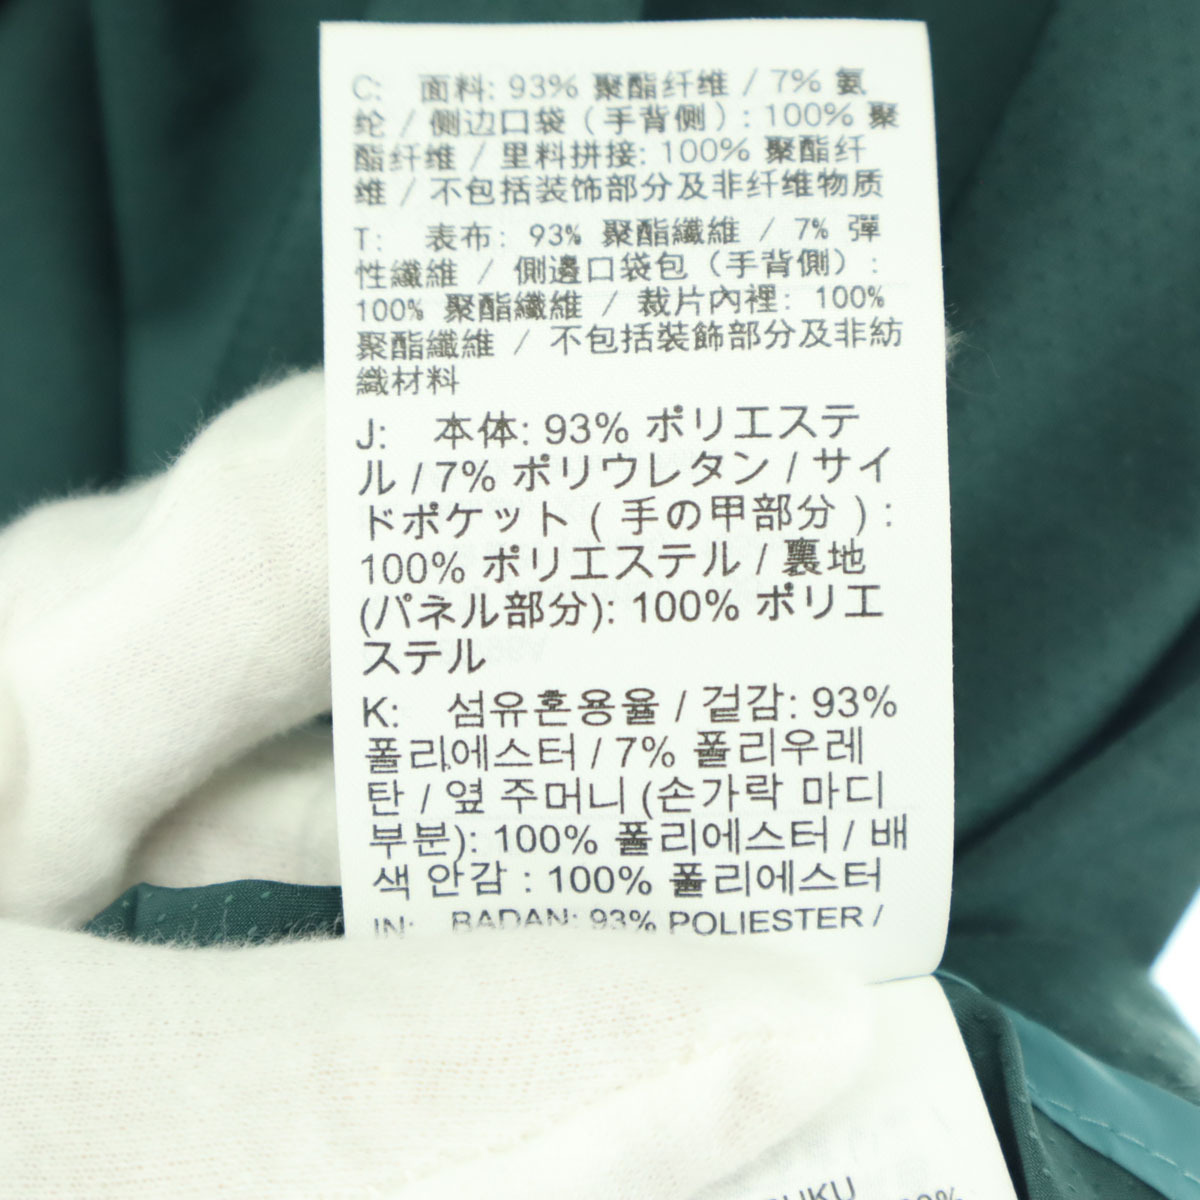 C: 面料: 93% 聚酯纤维 / 7% 氨
纶 / 侧边口袋（手背侧）: 100% 聚
酯纤维 / 里料拼接: 100% 聚酯纤
维 / 不包括装饰部分及非纤维物质
T: 表布: 93% 聚酯纖維 / 7% 彈
性纖維 / 側邊口袋包（手背側）:
100% 聚酯纖維 / 裁片內裡: 100%
聚酯纖維 / 不包括裝飾部分及非紡
織材料
J: 本体: 93% ポリエステ
ル / 7% ポリウレタン / サイ
ドポケット ( 手の甲部分 ) :
100% ポリエステル / 裏地
(パネル部分): 100% ポリエ
ステル
K: 섬유혼용율 / 겉감: 93%
폴리에스터 / 7% 폴리우레
탄 / 옆 주머니 (손가락 마디
부분): 100% 폴리에스터 / 배
색 안감 : 100% 폴리에스터
IN: BADAN: 93% POLIESTER /